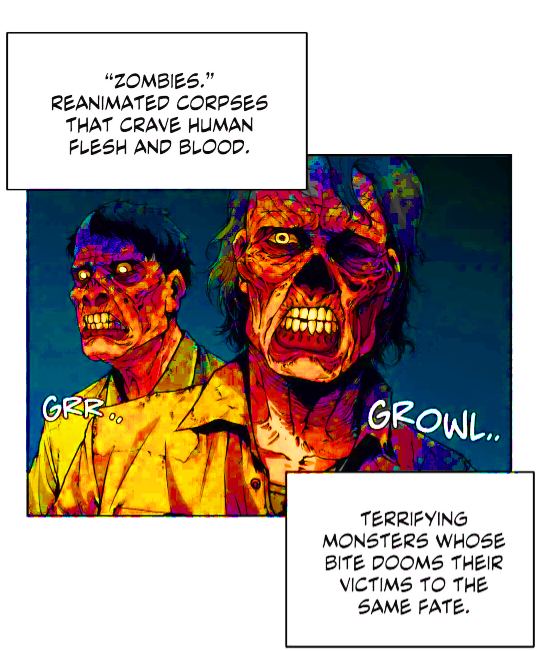 “ZOMBIES.”
REANIMATED CORPSES
THAT CRAVE HUMAN
FLESH AND BLOOD.
GRR..
GROWL..
TERRIFYING
MONSTERS WHOSE
BITE DOOMS THEIR
VICTIMS TO THE
SAME FATE.